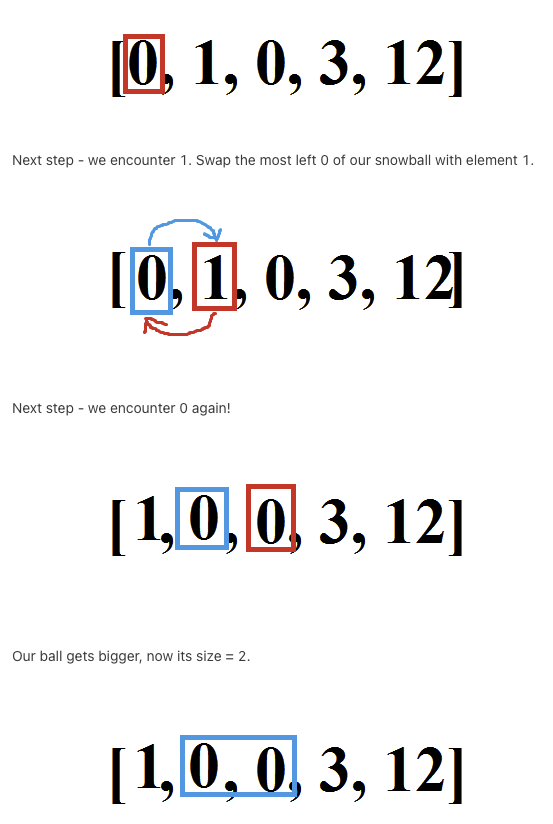 [0, 1, 0, 3, 12]
Next step - we encounter 1. Swap the most left 0 of our snowball with element 1.
[0, 1, 0, 3, 12]
Next step - we encounter 0 again!
[1, 0, 0, 3, 12]
Our ball gets bigger, now its size = 2.
[1, 0, 0, 3, 12]